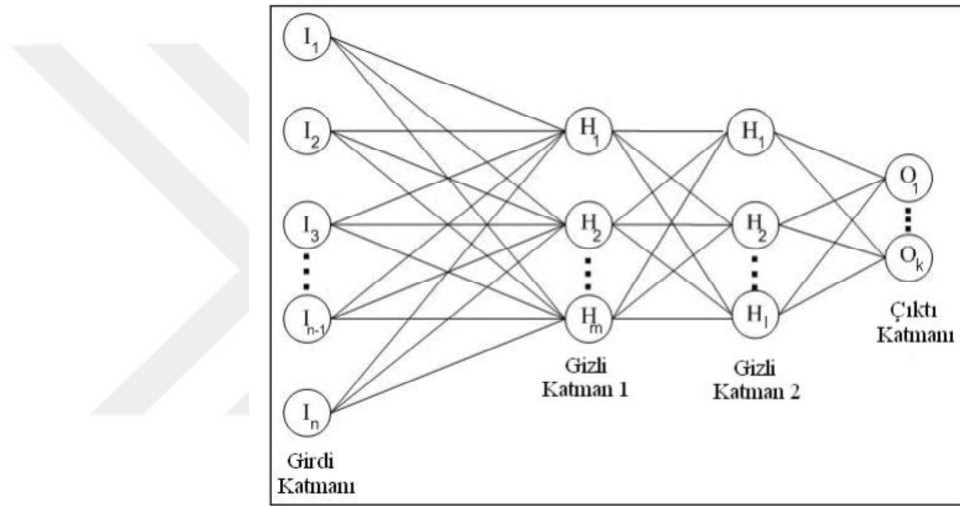 I1
I2
I3
In-1
In
Girdi
Katmanı
H1
H2
Hm
Gizli
Katman 1
H1
H2
Hl
Gizli
Katman 2
O1
Ok
Çıktı
Katmanı